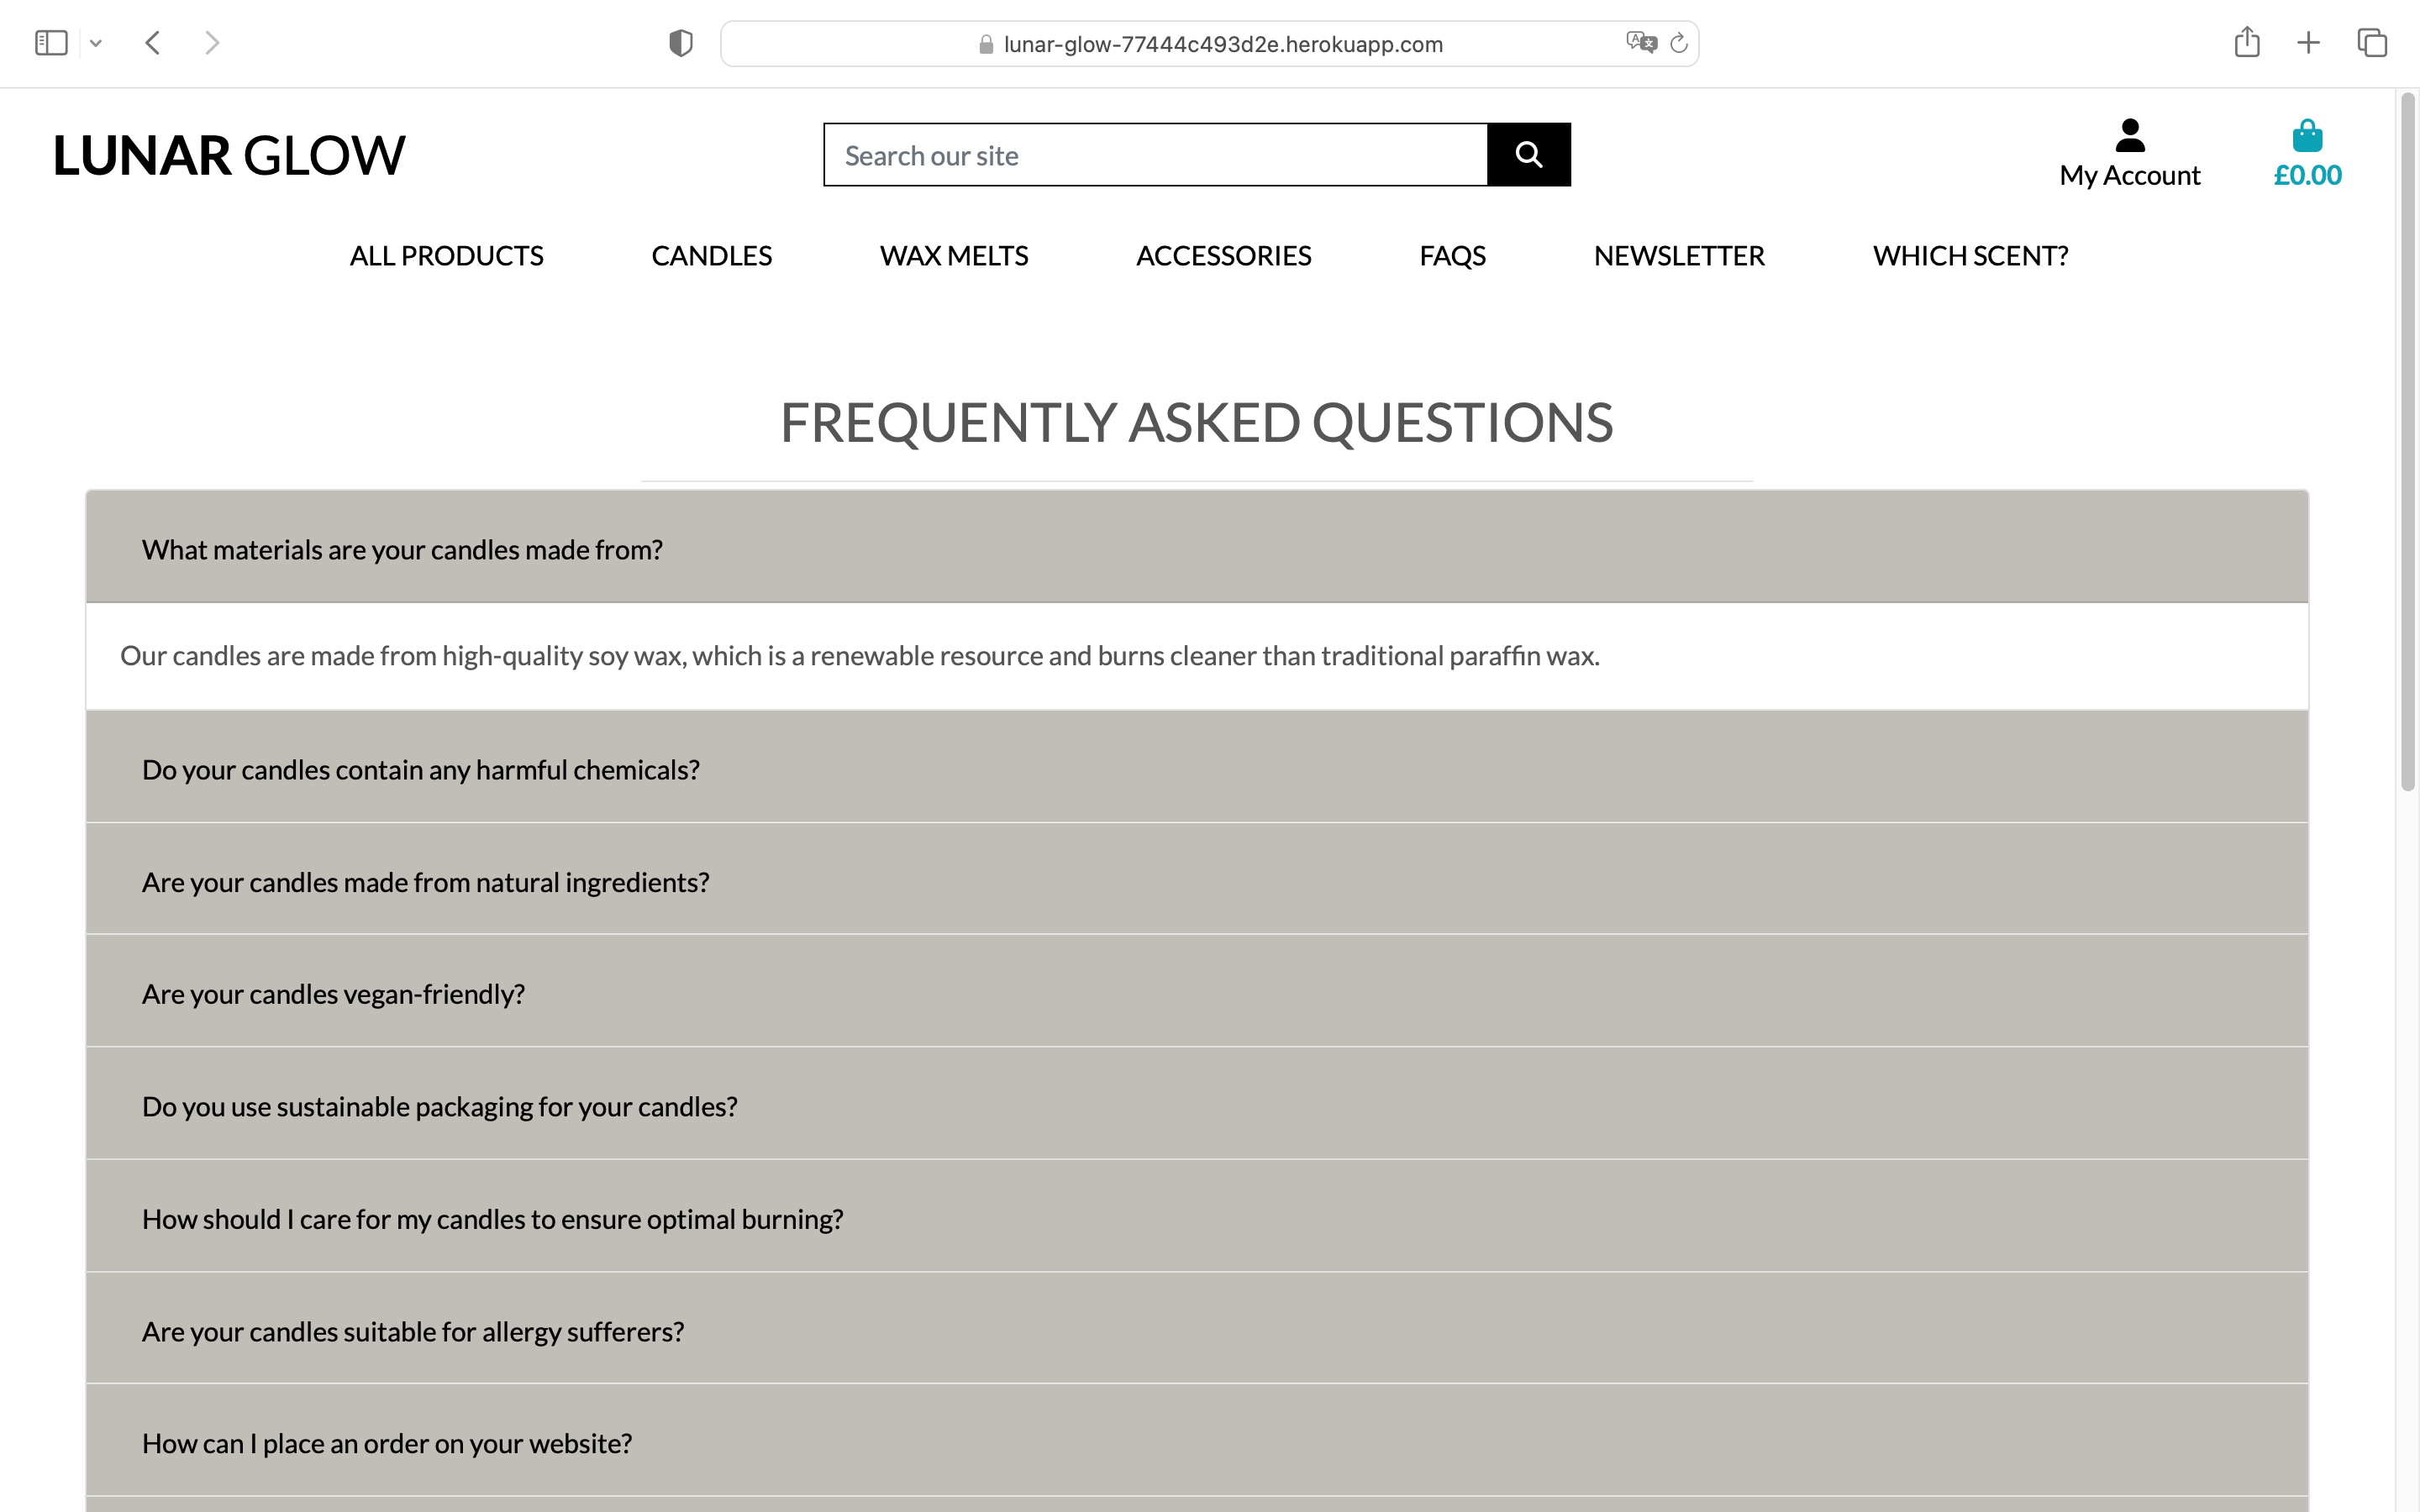 lunar-glow-77444c493d2e.herokuapp.com
LUNAR GLOW
Search our site
My Account
£0.00
ALL PRODUCTS CANDLES WAX MELTS ACCESSORIES FAQS NEWSLETTER WHICH SCENT?
FREQUENTLY ASKED QUESTIONS
What materials are your candles made from?
Our candles are made from high-quality soy wax, which is a renewable resource and burns cleaner than traditional paraffin wax.
Do your candles contain any harmful chemicals?
Are your candles made from natural ingredients?
Are your candles vegan-friendly?
Do you use sustainable packaging for your candles?
How should I care for my candles to ensure optimal burning?
Are your candles suitable for allergy sufferers?
How can I place an order on your website?